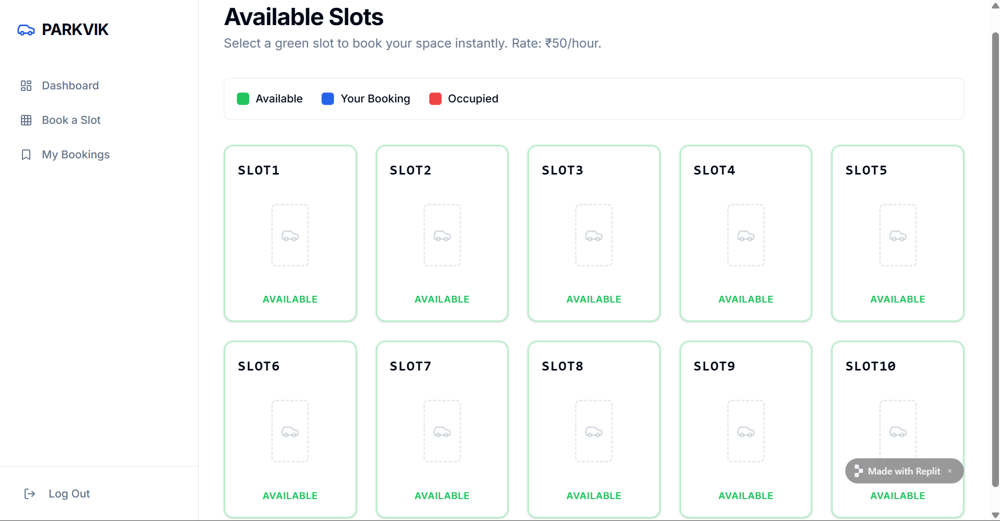 PARKVIK
Dashboard
Book a Slot
My Bookings
Log Out
Available Slots
Select a green slot to book your space instantly. Rate: ₹50/hour.
Available Your Booking Occupied
SLOT1 SLOT2 SLOT3 SLOT4 SLOT5
AVAILABLE AVAILABLE AVAILABLE AVAILABLE AVAILABLE
SLOT6 SLOT7 SLOT8 SLOT9 SLOT10
Made with Replit ×
AVAILABLE AVAILABLE AVAILABLE AVAILABLE AVAILABLE